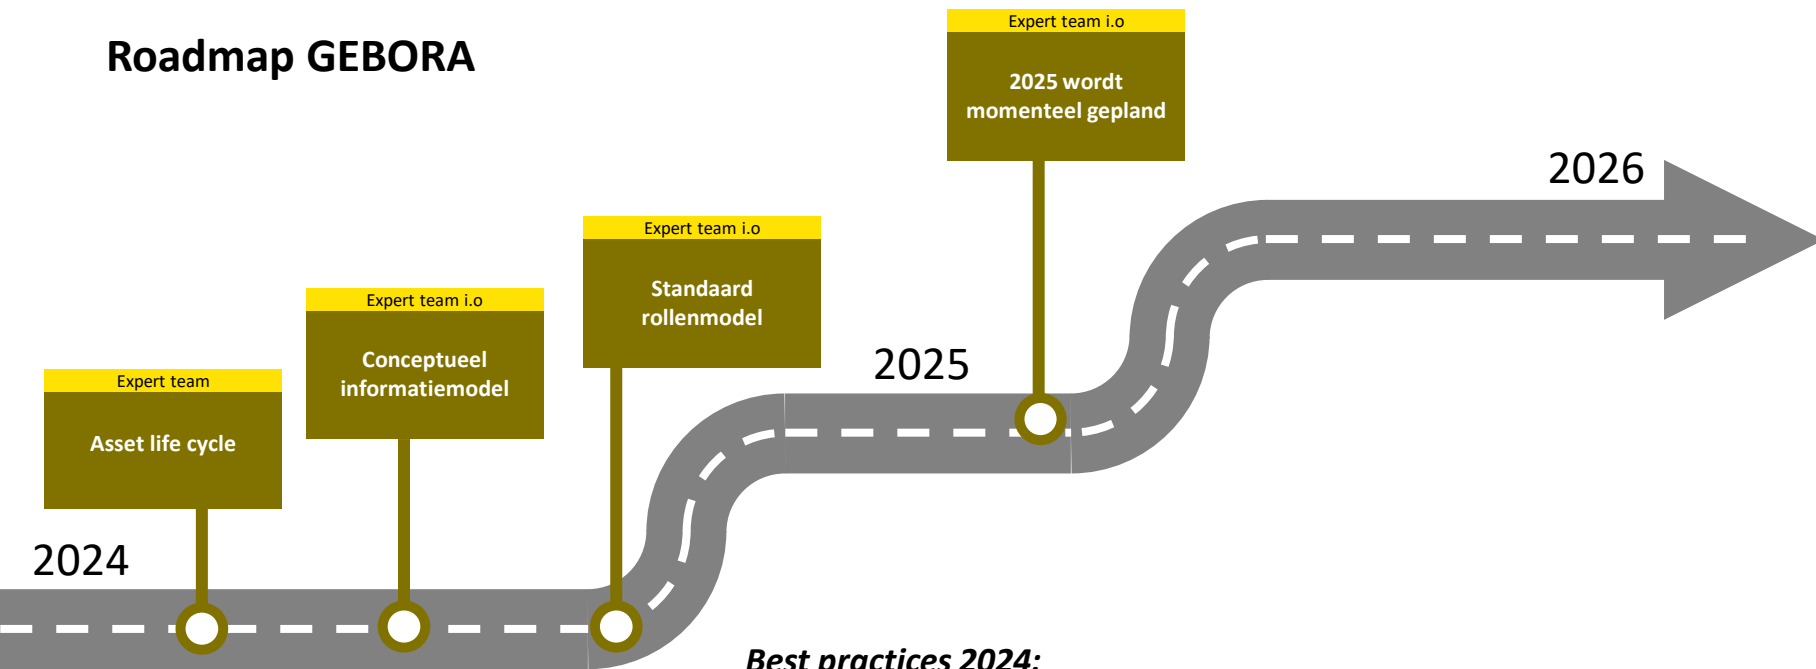 Roadmap GEBORA
Expert team i.o
2025 wordt
momenteel gepland
2026
Expert team i.o
Standaard
rollenmodel
Expert team i.o
Conceptueel
informatiemodel
2025
Expert team
Asset life cycle
2024
Best practices 2024: